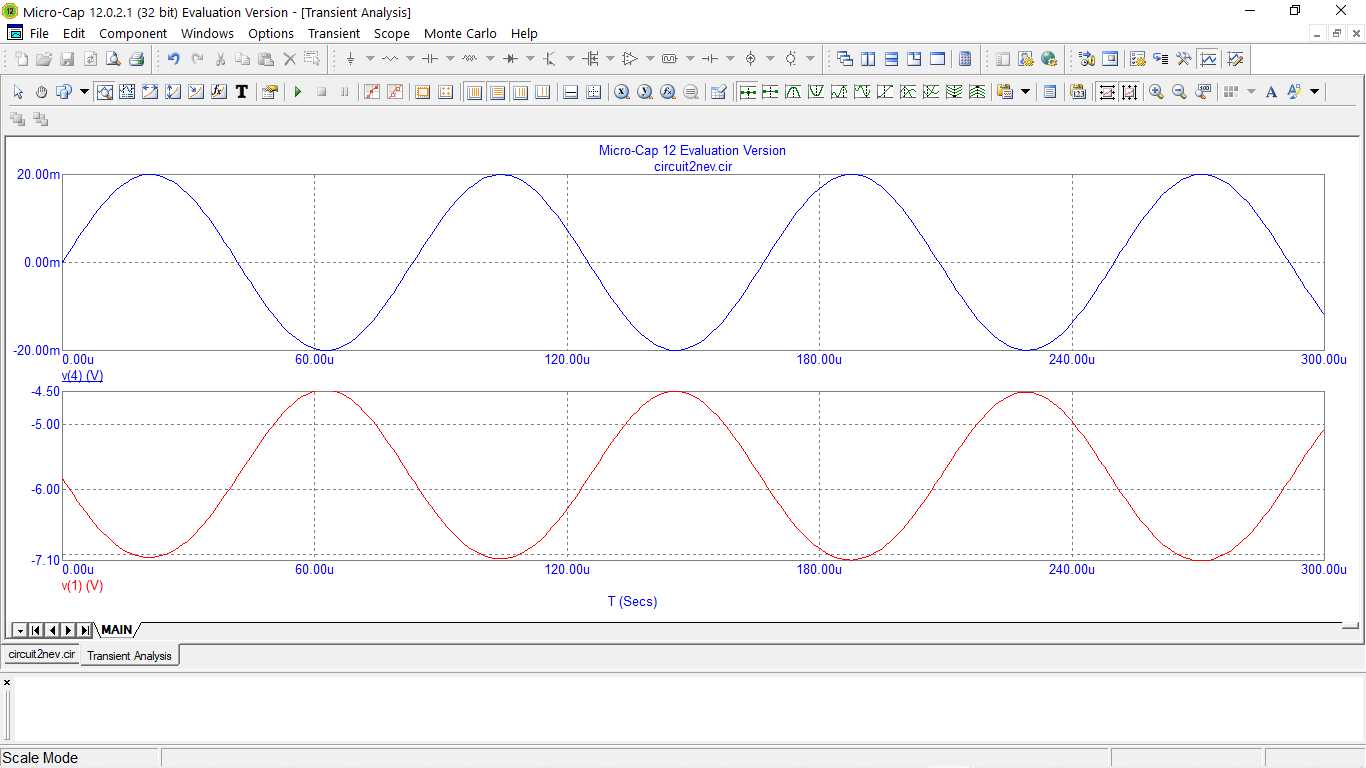 Micro-Cap 12.0.2.1 (32 bit) Evaluation Version - [Transient Analysis]
File Edit Component Windows Options Transient Scope Monte Carlo Help
Micro-Cap 12 Evaluation Version
circuit2nev.cir
20.00m
0.00m
-20.00m
0.00u 60.00u 120.00u 180.00u 240.00u 300.00u
v(4) (V)
-4.50
-5.00
-6.00
-7.10
0.00u 60.00u 120.00u 180.00u 240.00u 300.00u
v(1) (V)
T (Secs)
MAIN
circuit2nev.cir Transient Analysis
Scale Mode